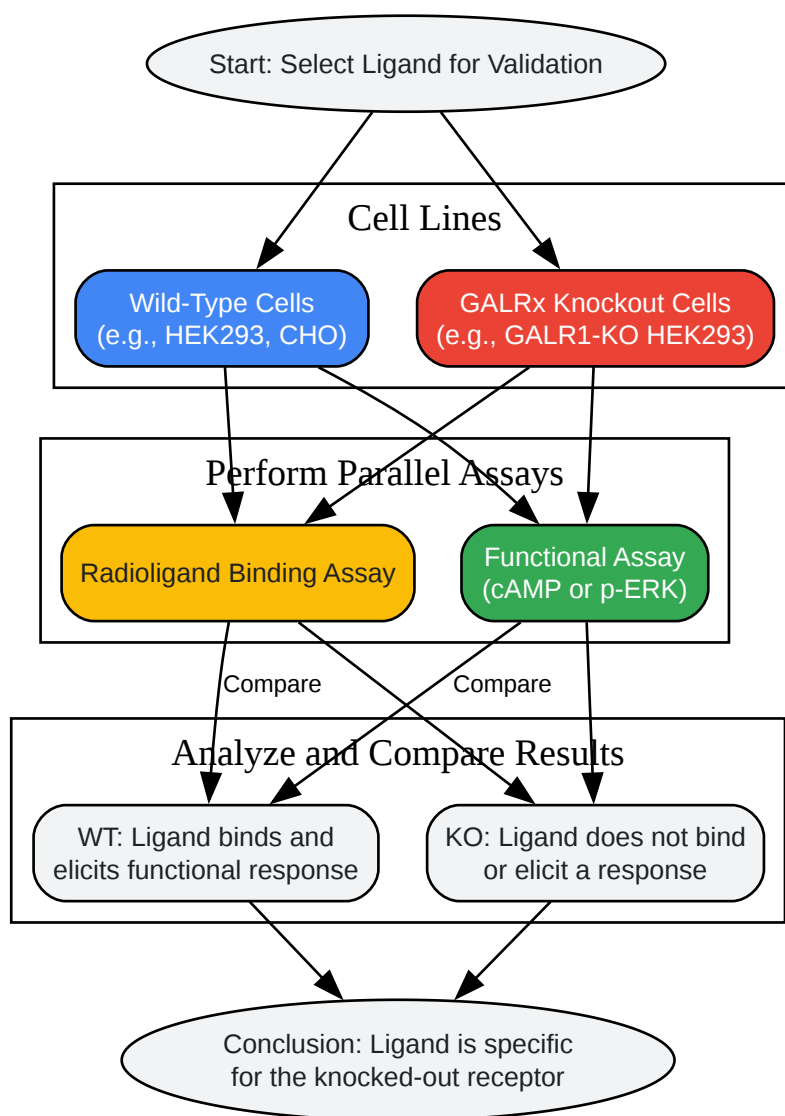 Start: Select Ligand for Validation
Cell Lines
Wild-Type Cells
(e.g., HEK293, CHO)
GALRx Knockout Cells
(e.g., GALR1-KO HEK293)
Perform Parallel Assays
Radioligand Binding Assay
Functional Assay
(cAMP or p-ERK)
Compare
Compare
Analyze and Compare Results
WT: Ligand binds and
elicits functional response
KO: Ligand does not bind
or elicit a response
Conclusion: Ligand is specific
for the knocked-out receptor